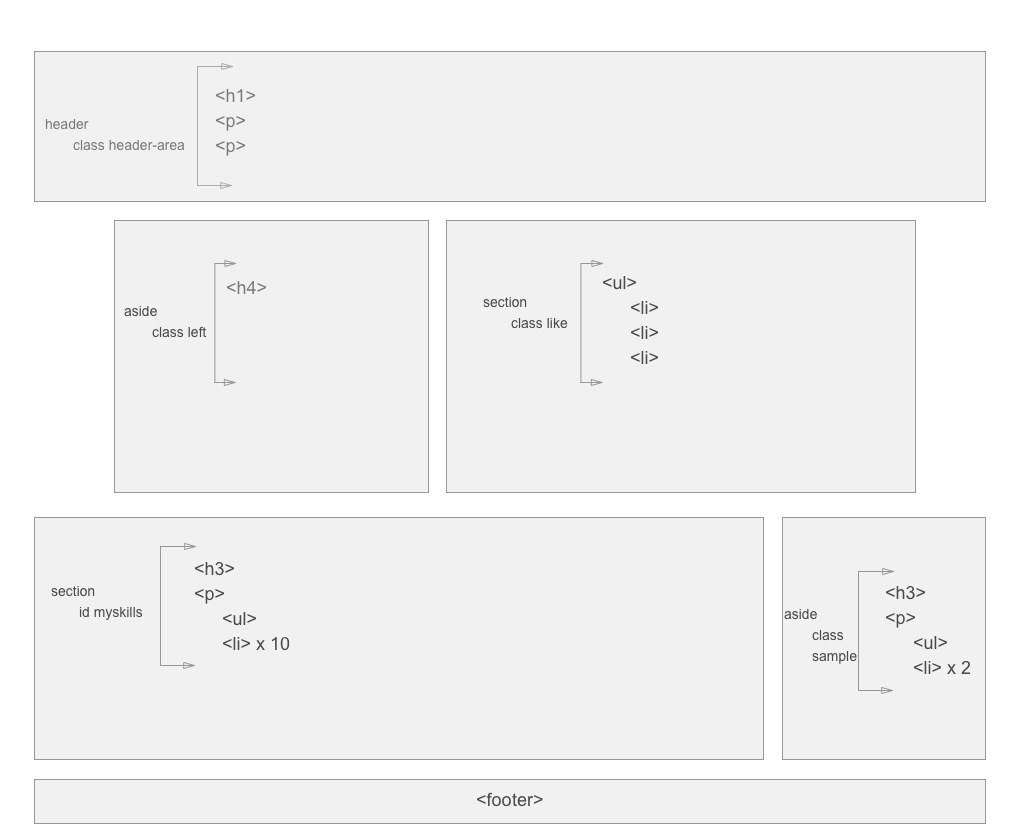 <h1>
<p>
<p>
header
class header-area
<h4>
aside
class left
<ul>
<li>
<li>
<li>
section
class like
<h3>
<p>
<ul>
<li> x 10
section
id myskills
<h3>
<p>
<ul>
<li> x 2
aside
class
sample
<footer>